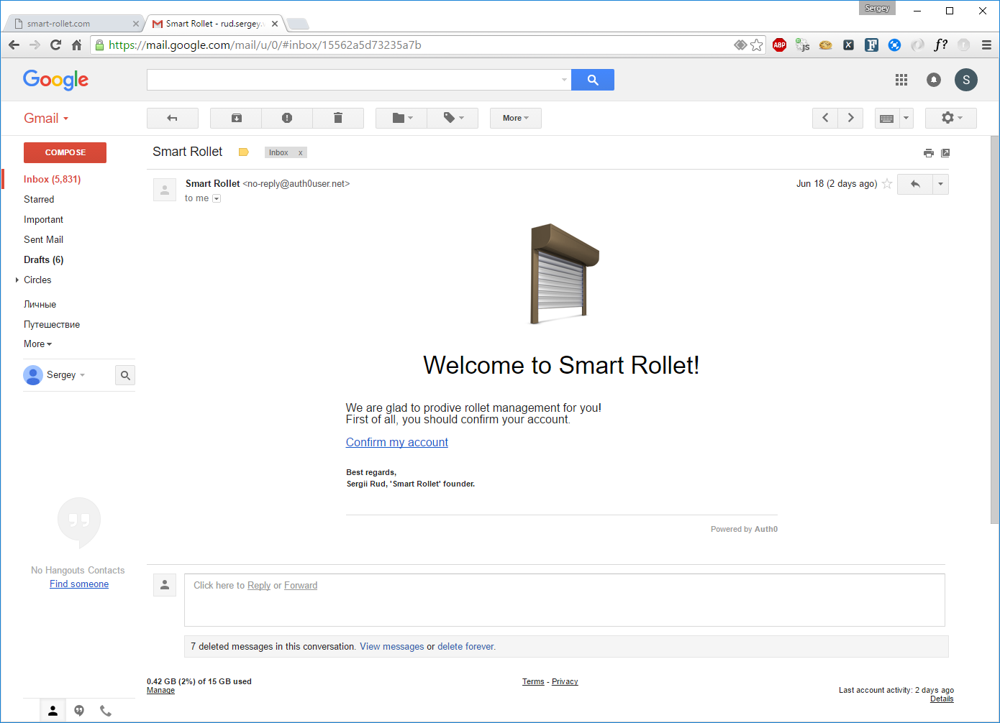 Sergey
smart-rollet.com
Smart Rollet - rud.sergey.
https://mail.google.com/mail/u/0/#inbox/15562a5d73235a7b
ABP
js
X
F
f?
Google
S
Gmail
More
COMPOSE
Smart Rollet
Inbox x
Inbox (5,831)
Smart Rollet <no-reply@auth0user.net>
Jun 18 (2 days ago)
to me
Starred
Important
Sent Mail
Drafts (6)
Circles
Личные
Путешествие
More
Sergey
Welcome to Smart Rollet!
We are glad to prodive rollet management for you!
First of all, you should confirm your account.
Confirm my account
Best regards,
Sergii Rud, 'Smart Rollet' founder.
Powered by Auth0
No Hangouts Contacts
Find someone
Click here to Reply or Forward
7 deleted messages in this conversation. View messages or delete forever.
0.42 GB (2%) of 15 GB used
Manage
Terms - Privacy
Last account activity: 2 days ago
Details